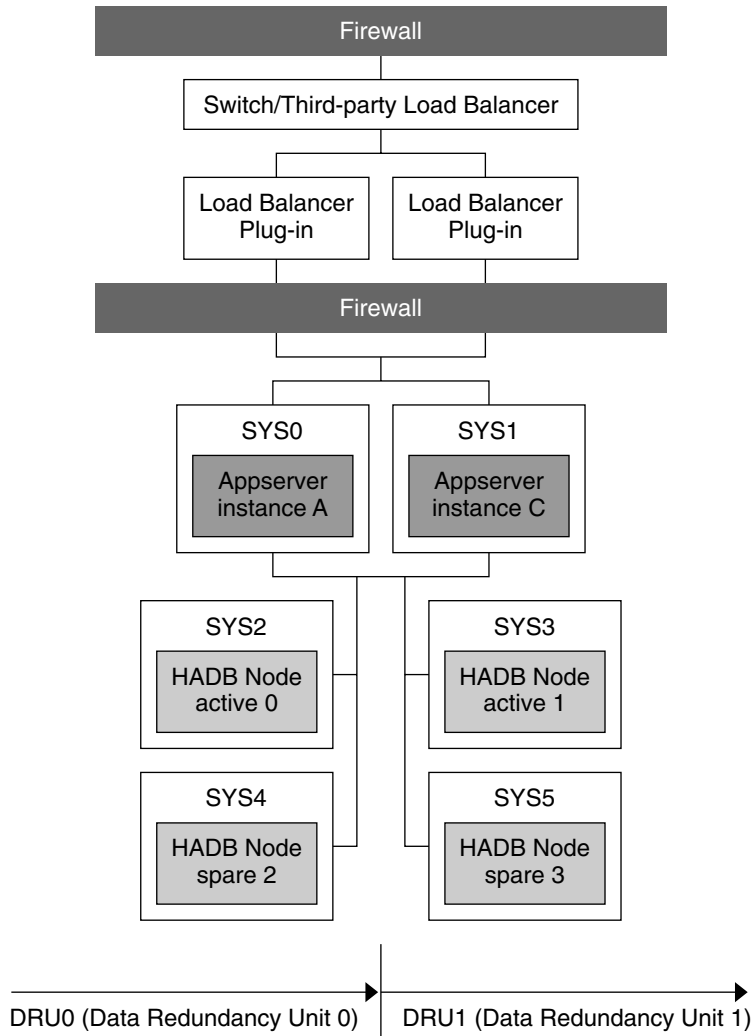 Firewall
Switch/Third-party Load Balancer
Load Balancer
Plug-in
Load Balancer
Plug-in
Firewall
SYS0
Appserver
instance A
SYS1
Appserver
instance C
SYS2
HADB Node
active 0
SYS3
HADB Node
active 1
SYS4
HADB Node
spare 2
SYS5
HADB Node
spare 3
DRU0 (Data Redundancy Unit 0)
DRU1 (Data Redundancy Unit 1)